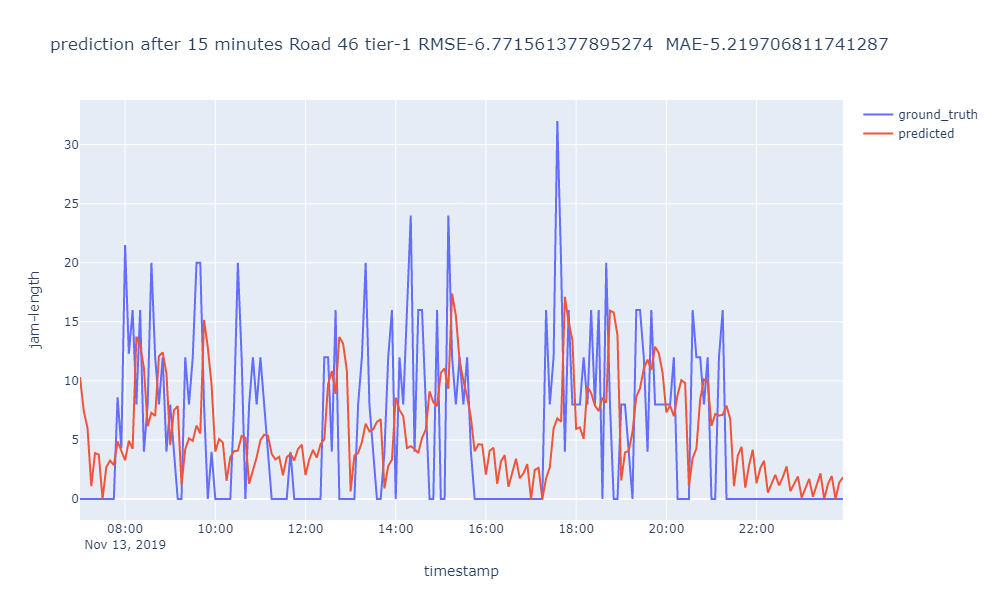 prediction after 15 minutes Road 46 tier-1 RMSE-6.771561377895274  MAE-5.219706811741287
ground_truth
predicted
30
25
20
15
10
5
0
jam-length
08:00 10:00 12:00 14:00 16:00 18:00 20:00 22:00
Nov 13, 2019
timestamp